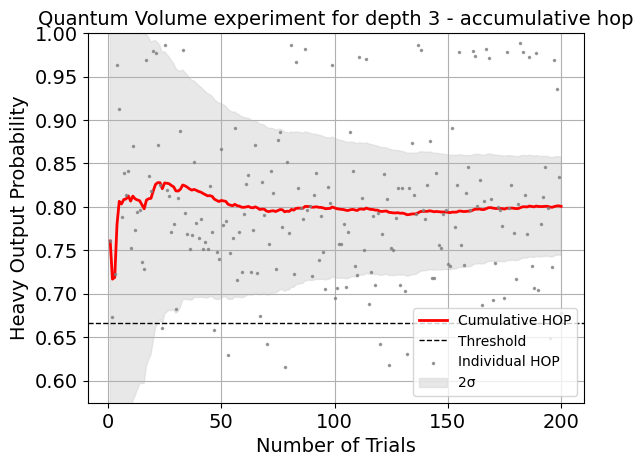 Quantum Volume experiment for depth 3 - accumulative hop
Heavy Output Probability
1.00
0.95
0.90
0.85
0.80
0.75
0.70
0.65
0.60
Cumulative HOP
Threshold
Individual HOP
2σ
0
50
100
150
200
Number of Trials